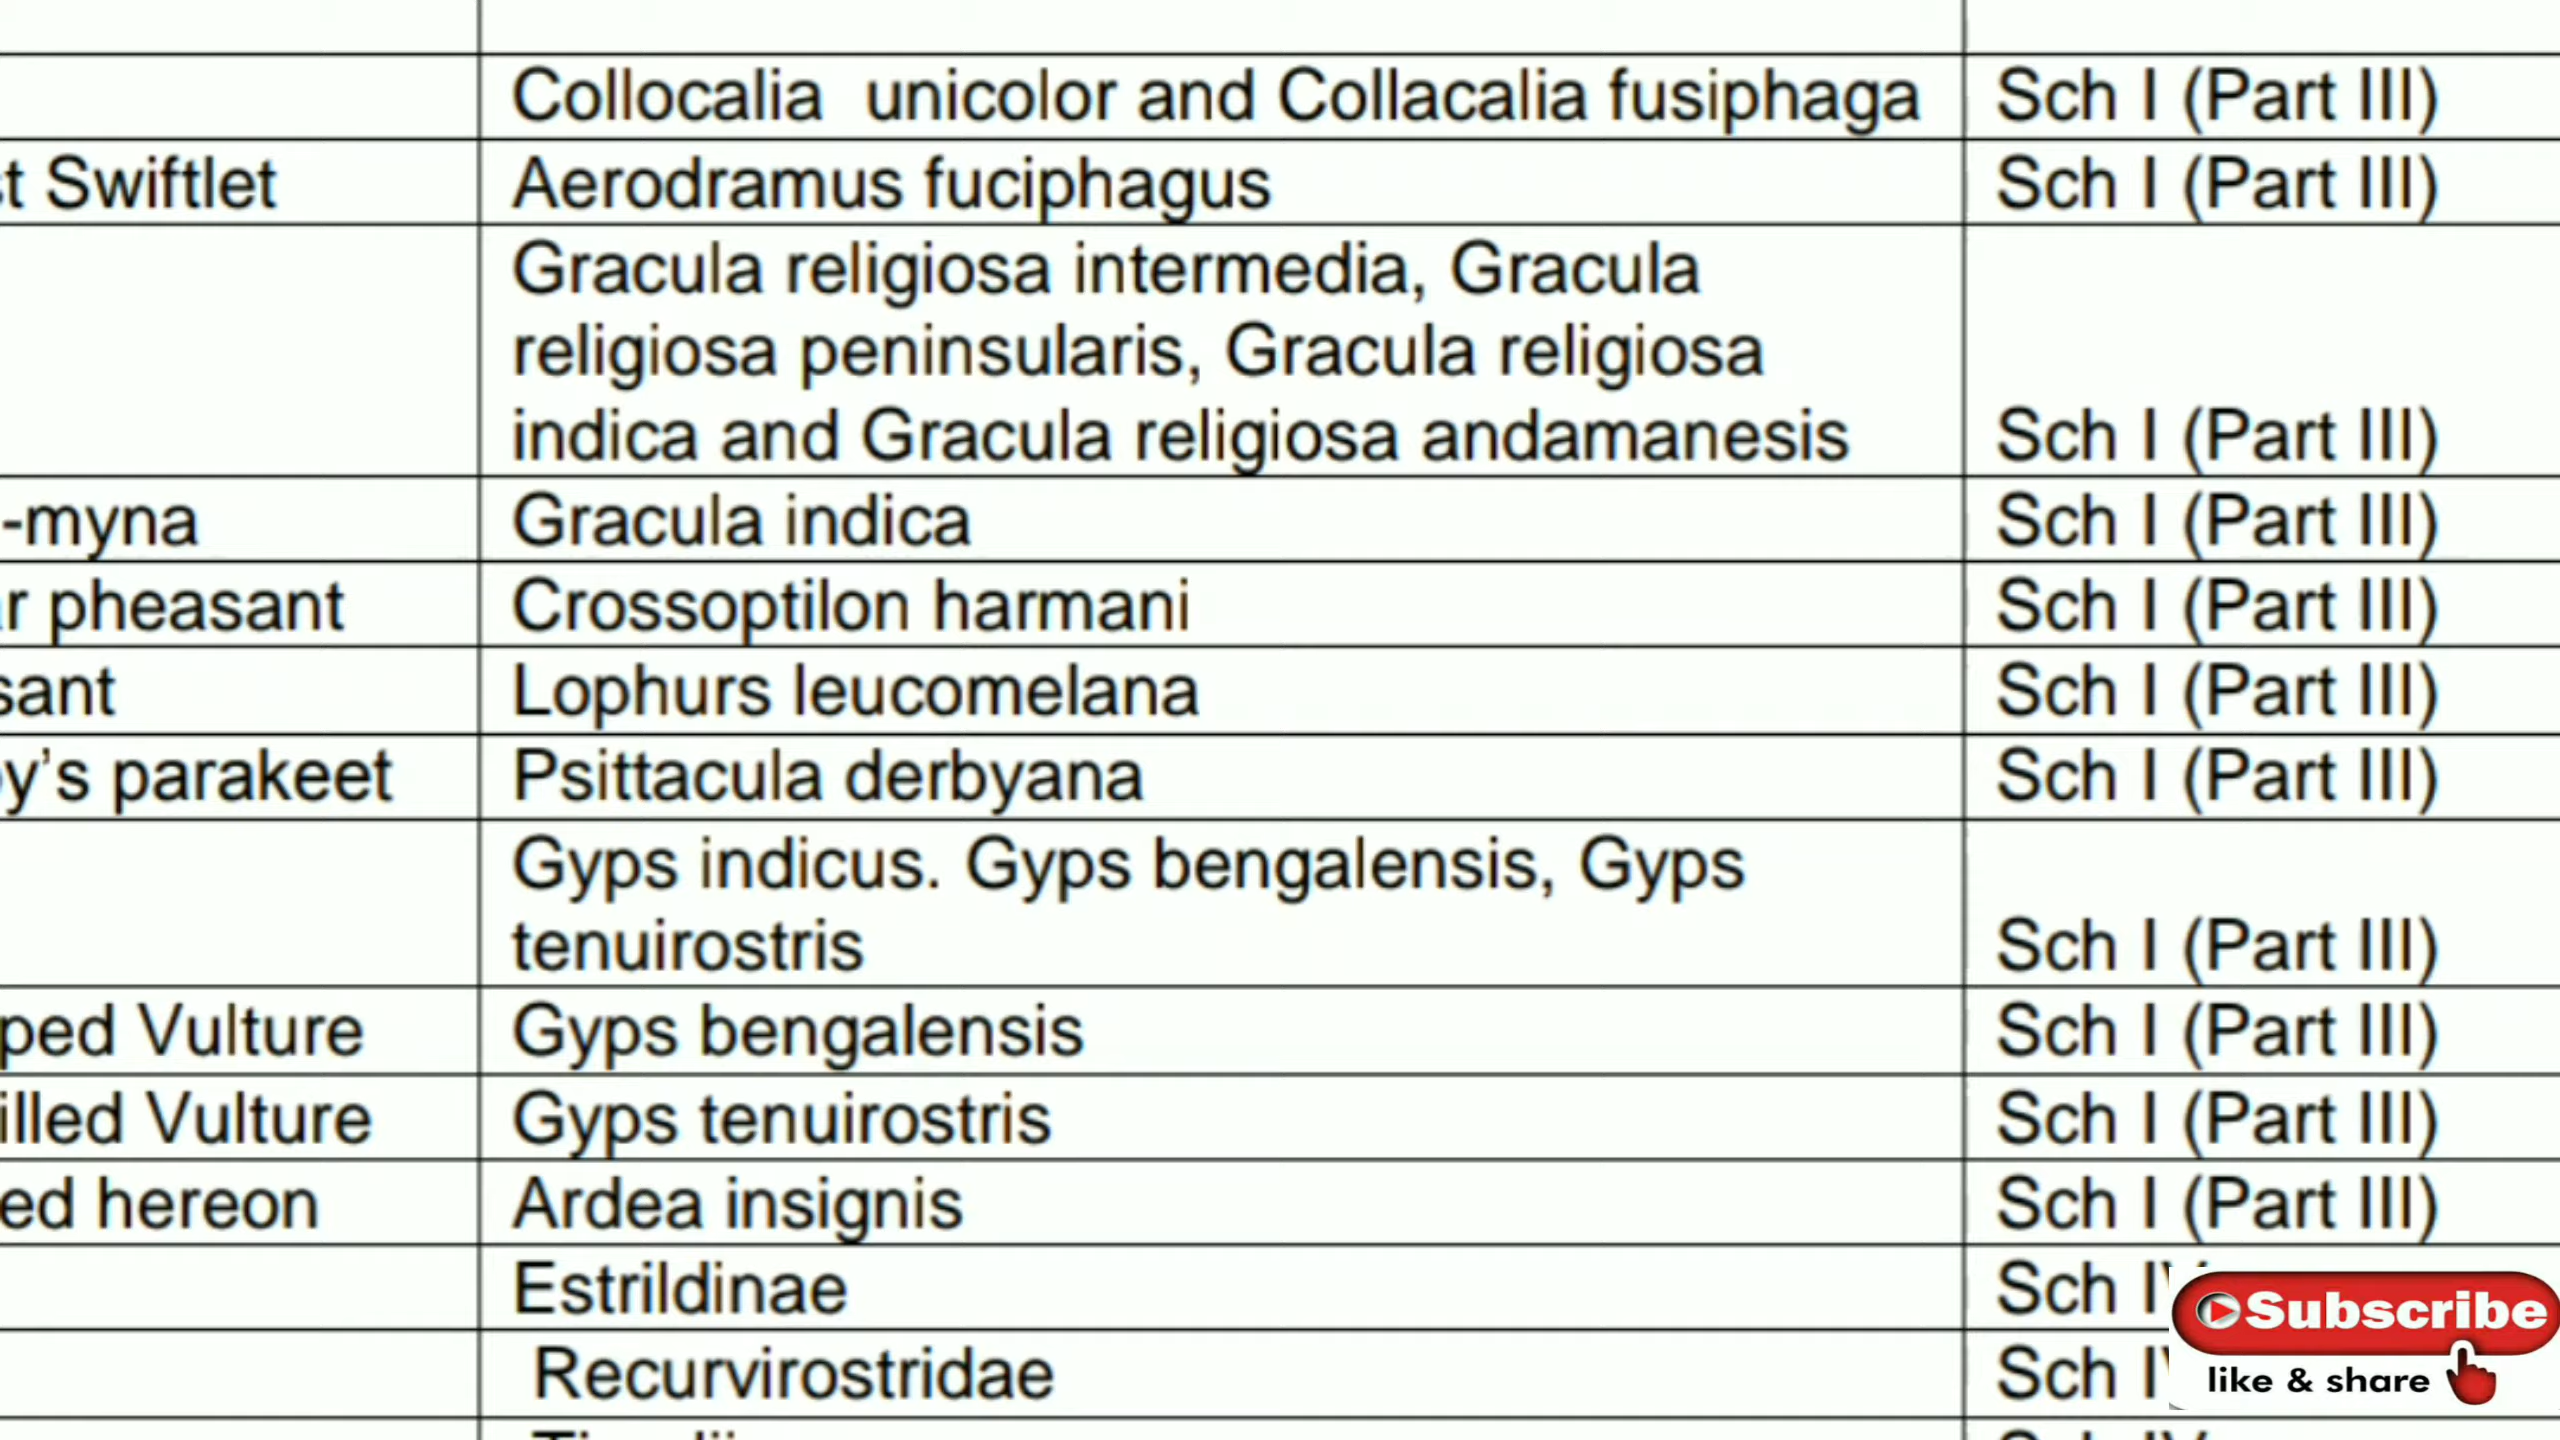 Collocalia unicolor and Collacalia fusiphaga Sch I (Part III)
Swiftlet Aerodramus fuciphagus Sch I (Part III)
Gracula religiosa intermedia, Gracula
religiosa peninsularis, Gracula religiosa
indica and Gracula religiosa andamanesis Sch I (Part III)
-myna Gracula indica Sch I (Part III)
pheasant Crossoptilon harmani Sch I (Part III)
sant Lophurs leucomelana Sch I (Part III)
y's parakeet Psittacula derbyana Sch I (Part III)
Gyps indicus. Gyps bengalensis, Gyps
tenuirostris Sch I (Part III)
ped Vulture Gyps bengalensis Sch I (Part III)
illed Vulture Gyps tenuirostris Sch I (Part III)
ed hereon Ardea insignis Sch I (Part III)
Estrildinae Sch IV
Recurvirostridae Sch
Subscribe
like & share